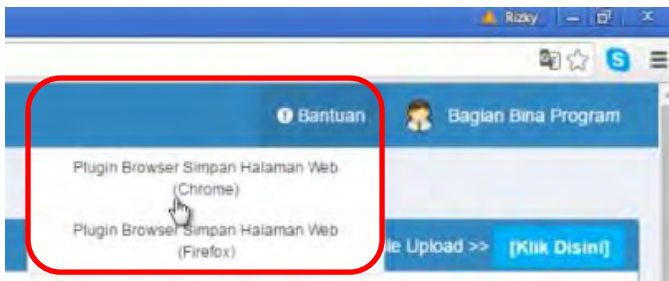 Rizky
Bantuan
Bagian Bina Program
Plugin Browser Simpan Halaman Web
(Chrome)
Plugin Browser Simpan Halaman Web
(Firefox)
le Upload >> [Klik Disini]